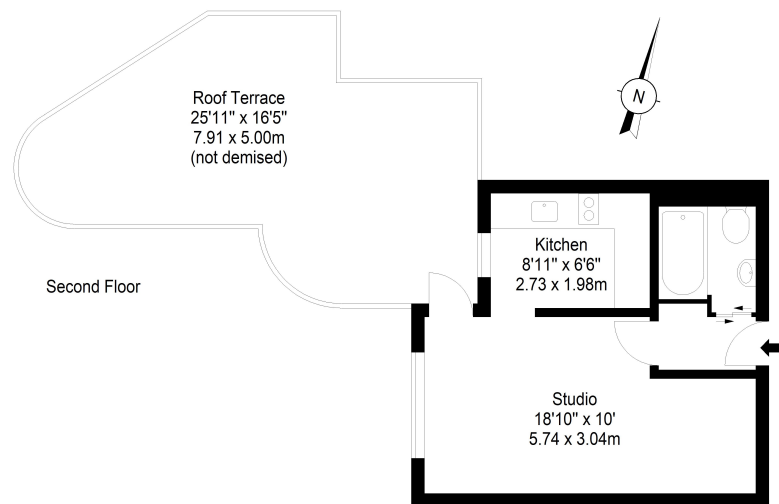 Roof Terrace
25'11" x 16'5"
7.91 x 5.00m
(not demised)
N
Kitchen
8'11" x 6'6"
2.73 x 1.98m
Second Floor
Studio
18'10" x 10'
5.74 x 3.04m